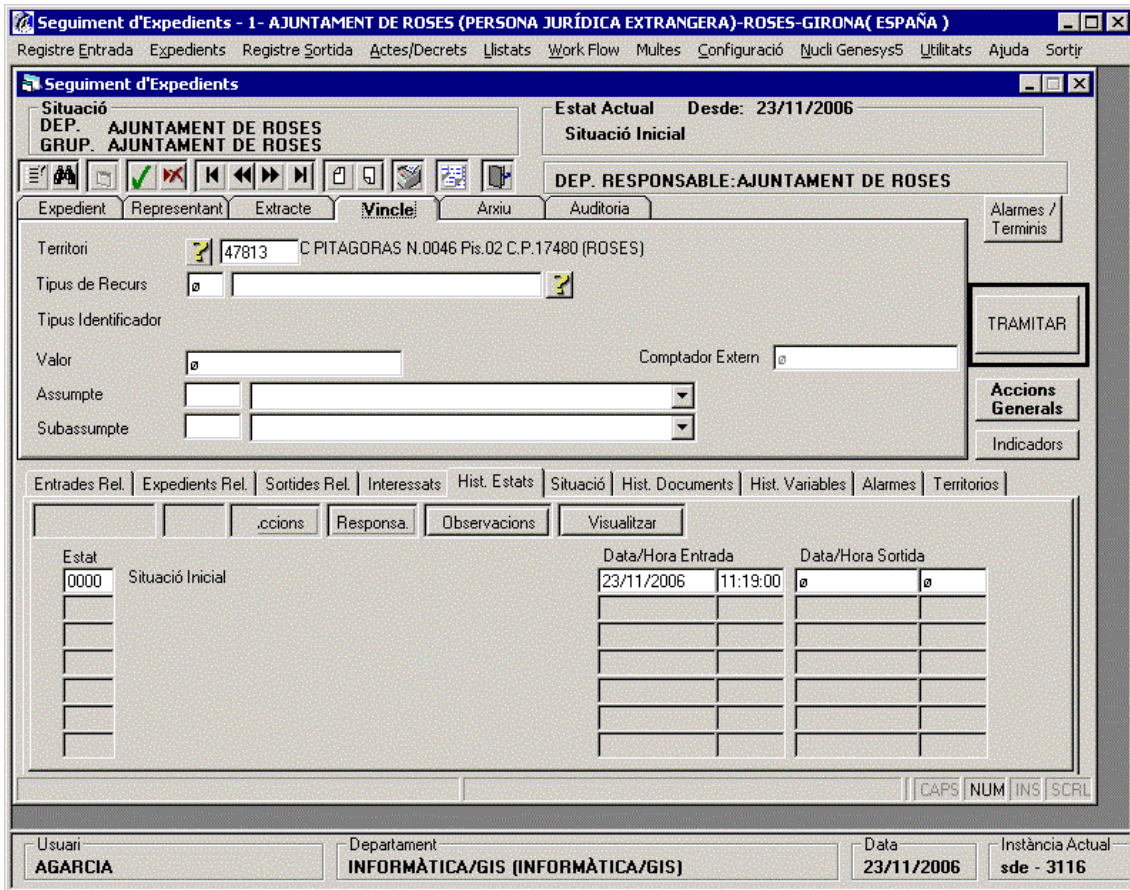 Seguiment d'Expedients - 1- AJUNTAMENT DE ROSES (PERSONA JURÍDICA EXTRANGERA)-ROSES-GIRONA( ESPAÑA )
Registre Entrada Expedients Registre Sortida Actes/Decrets Llistats Work Flow Multes Configuració Nucli Genesys5 Utilitats Ajuda Sortir
Seguiment d'Expedients
Situació
DEP. AJUNTAMENT DE ROSES
GRUP. AJUNTAMENT DE ROSES
Estat Actual Desde: 23/11/2006
Situació Inicial
DEP. RESPONSABLE:AJUNTAMENT DE ROSES
Expedient Representant Extracte Vincle Arxiu Auditoria
Alarmes /
Terminis
Territori ? 47813 C PITAGORAS N.0046 Pis.02 C.P.17480 (ROSES)
Tipus de Recurs ø ?
Tipus Identificador
TRAMITAR
Valor ø Comptador Extern ø
Assumpte
Accions
Generals
Subassumpte
Indicadors
Entrades Rel. Expedients Rel. Sortides Rel. Interessats Hist. Estats Situació Hist. Documents Hist. Variables Alarmes Territorios
.ccions Responsa. Observacions Visualitzar
Estat Data/Hora Entrada Data/Hora Sortida
0000 Situació Inicial 23/11/2006 11:19:00 ø ø
CAPS NUM INS SCRL
Usuari Departament Data Instància Actual
AGARCIA INFORMÀTICA/GIS (INFORMÀTICA/GIS) 23/11/2006 sde - 3116